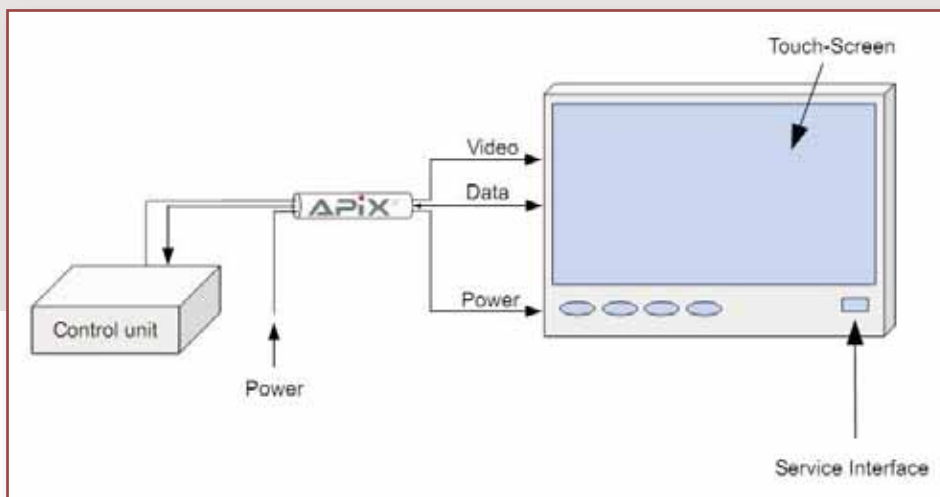 Touch-Screen
Video
APIX
Data
Power
Control unit
Power
Service Interface